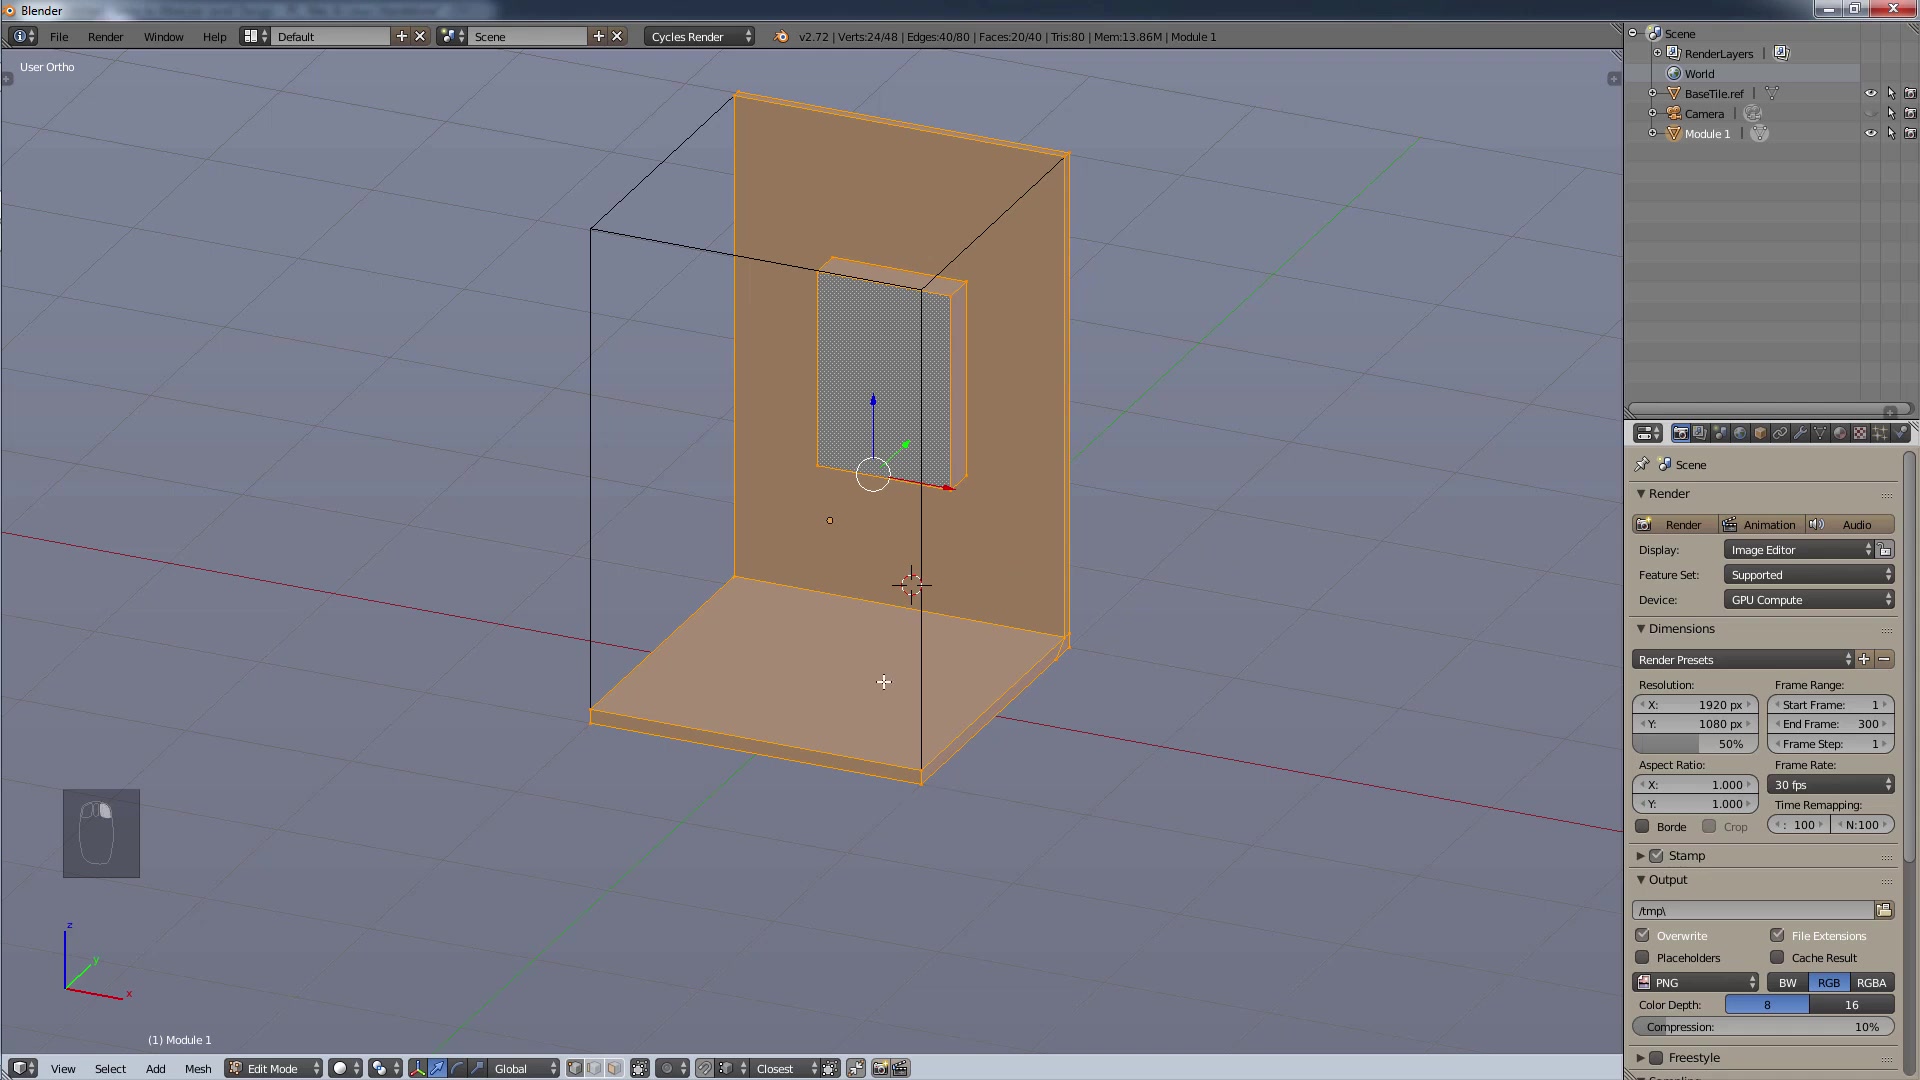 Blender
File Render Window Help Default Scene Cycles Render v2.72 | Verts:24/48 | Edges:40/80 | Faces:20/40 | Tris:80 | Mem:13.86M | Module 1
User Ortho
Scene
RenderLayers |
World
BaseTile.ref |
Camera |
Module 1 |
Scene
Render
Render Animation Audio
Display: Image Editor
Feature Set: Supported
Device: GPU Compute
Dimensions
Render Presets
Resolution: Frame Range:
X: 1920 px Start Frame: 1
Y: 1080 px End Frame: 300
50% Frame Step: 1
Aspect Ratio: Frame Rate:
X: 1.000 30 fps
Y: 1.000 Time Remapping:
Borde Crop : 100 N:100
Stamp
Output
/tmp\
Overwrite File Extensions
Placeholders Cache Result
PNG BW RGB RGBA
Color Depth: 8 16
Compression: 10%
Freestyle
z
y
x
(1) Module 1
View Select Add Mesh Edit Mode Global Closest